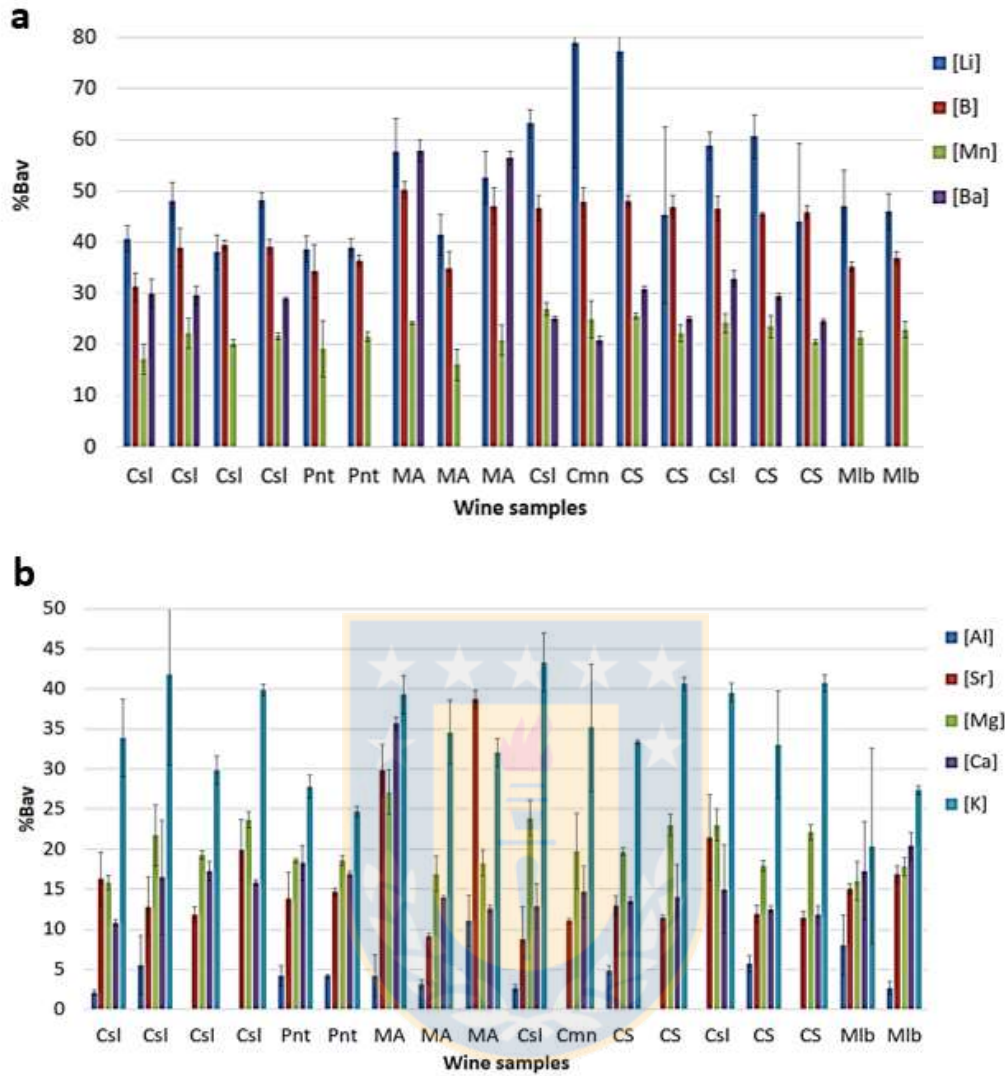 a
80
70
60
50
40
30
20
10
0
%Bav
Csl Csl Csl Csl Pnt Pnt MA MA MA Csl Cmn CS CS Csl CS CS Mlb Mlb
Wine samples
[Li]
[B]
[Mn]
[Ba]
b
50
45
40
35
30
25
20
15
10
5
0
%Bav
Csl Csl Csl Csl Pnt Pnt MA MA MA Csl Cmn CS CS Csl CS CS Mlb Mlb
Wine samples
[Al]
[Sr]
[Mg]
[Ca]
[K]